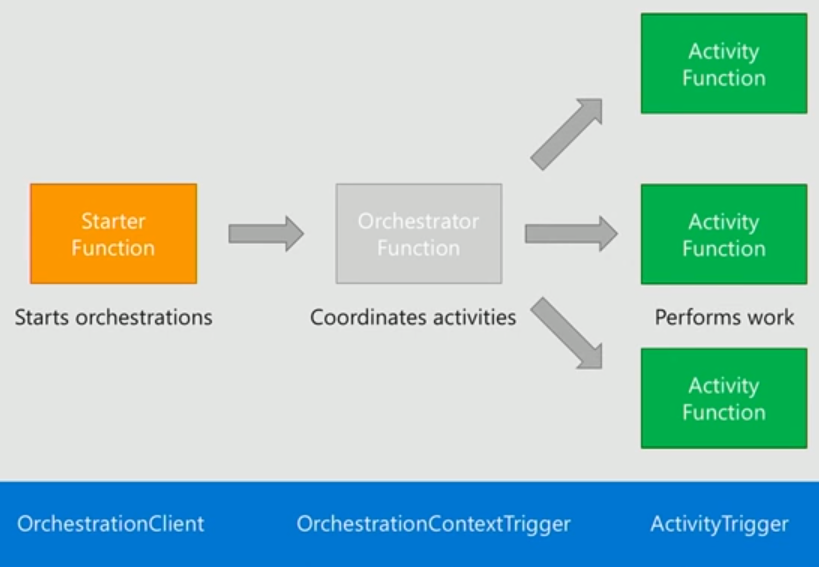 Activity
Function
Starter
Function
Orchestrator
Function
Activity
Function
Starts orchestrations
Coordinates activities
Performs work
Activity
Function
OrchestrationClient
OrchestrationContextTrigger
ActivityTrigger